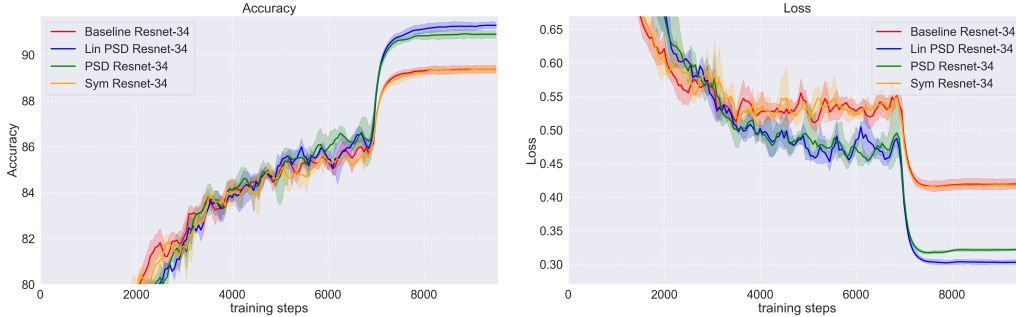 Accuracy
Baseline Resnet-34
Lin PSD Resnet-34
PSD Resnet-34
Sym Resnet-34
Accuracy
90
88
86
84
82
80
0
2000
4000
6000
8000
training steps
Loss
Baseline Resnet-34
Lin PSD Resnet-34
PSD Resnet-34
Sym Resnet-34
Loss
0.65
0.60
0.55
0.50
0.45
0.40
0.35
0.30
0
2000
4000
6000
8000
training steps